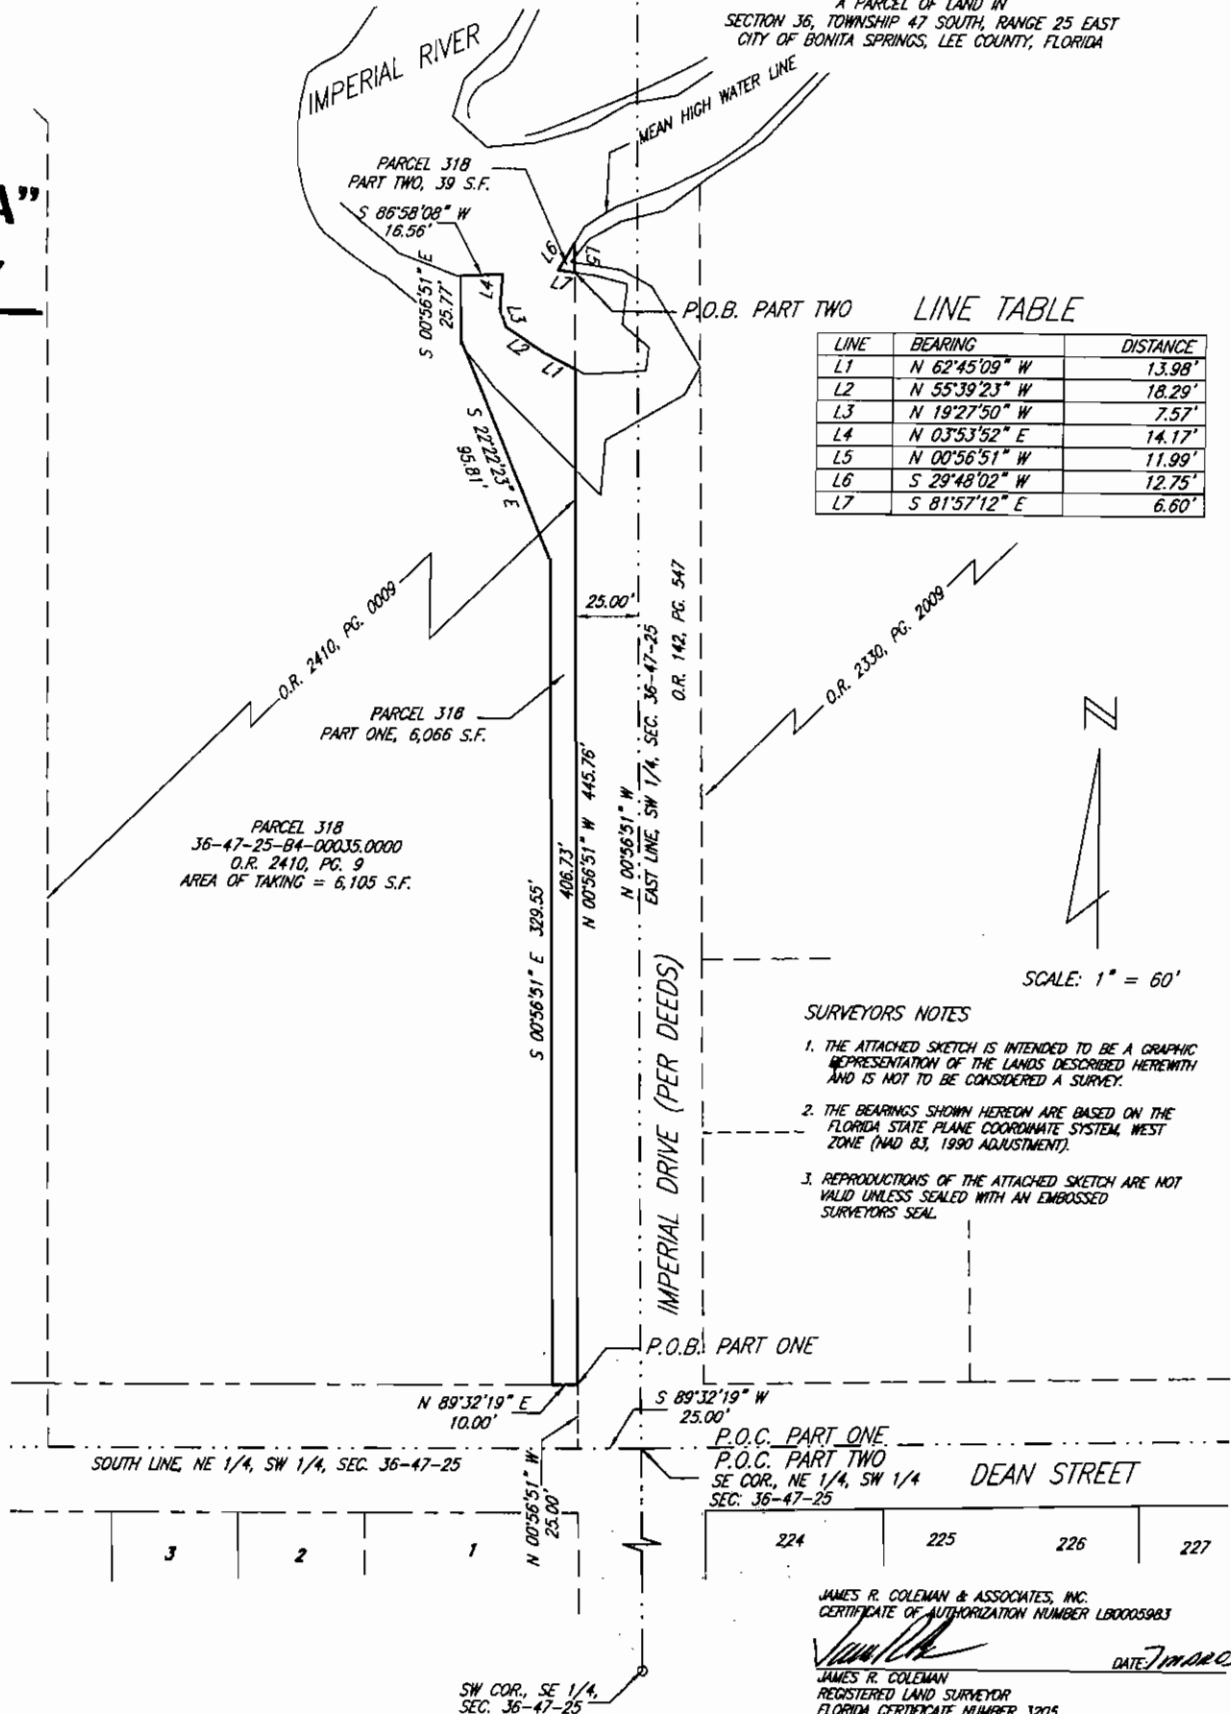 A PARCEL OF LAND IN
SECTION 36, TOWNSHIP 47 SOUTH, RANGE 25 EAST
CITY OF BONITA SPRINGS, LEE COUNTY, FLORIDA
IMPERIAL RIVER
MEAN HIGH WATER LINE
PARCEL 318
PART TWO, 39 S.F.
A"
S 86°58'08" W
16.56'
S 00°56'51" E
25.77'
L4
L3
L2
L1
L6
L5
L7
P.O.B. PART TWO
LINE TABLE
LINE BEARING DISTANCE
L1 N 62°45'09" W 13.98'
L2 N 55°39'23" W 18.29'
L3 N 19°27'50" W 7.57'
L4 N 03°53'52" E 14.17'
L5 N 00°56'51" W 11.99'
L6 S 29°48'02" W 12.75'
L7 S 81°57'12" E 6.60'
S 22°22'23" E
95.81'
O.R. 2410, PG. 0009
25.00'
O.R. 142, PG. 547
O.R. 2330, PG. 2009
PARCEL 318
PART ONE, 6,066 S.F.
N
PARCEL 318
36-47-25-B4-00035.0000
O.R. 2410, PG. 9
AREA OF TAKING = 6,105 S.F.
S 00°56'51" E 329.55'
406.73'
N 00°56'51" W 445.76'
N 00°56'51" W
EAST LINE, SW 1/4, SEC. 36-47-25
IMPERIAL DRIVE (PER DEEDS)
SCALE: 1" = 60'
SURVEYORS NOTES
1. THE ATTACHED SKETCH IS INTENDED TO BE A GRAPHIC
REPRESENTATION OF THE LANDS DESCRIBED HEREWITH
AND IS NOT TO BE CONSIDERED A SURVEY.
2. THE BEARINGS SHOWN HEREON ARE BASED ON THE
FLORIDA STATE PLANE COORDINATE SYSTEM, WEST
ZONE (NAD 83, 1990 ADJUSTMENT).
3. REPRODUCTIONS OF THE ATTACHED SKETCH ARE NOT
VALID UNLESS SEALED WITH AN EMBOSSED
SURVEYORS SEAL.
P.O.B. PART ONE
N 89°32'19" E
10.00'
S 89°32'19" W
25.00'
P.O.C. PART ONE
P.O.C. PART TWO
SE COR., NE 1/4, SW 1/4
SEC. 36-47-25
DEAN STREET
SOUTH LINE, NE 1/4, SW 1/4, SEC. 36-47-25
N 00°56'51" W
25.00'
3
2
1
224
225
226
227
JAMES R. COLEMAN & ASSOCIATES, INC.
CERTIFICATE OF AUTHORIZATION NUMBER LB0005983
DATE:
JAMES R. COLEMAN
REGISTERED LAND SURVEYOR
FLORIDA CERTIFICATE NUMBER 3205
SW COR., SE 1/4,
SEC. 36-47-25